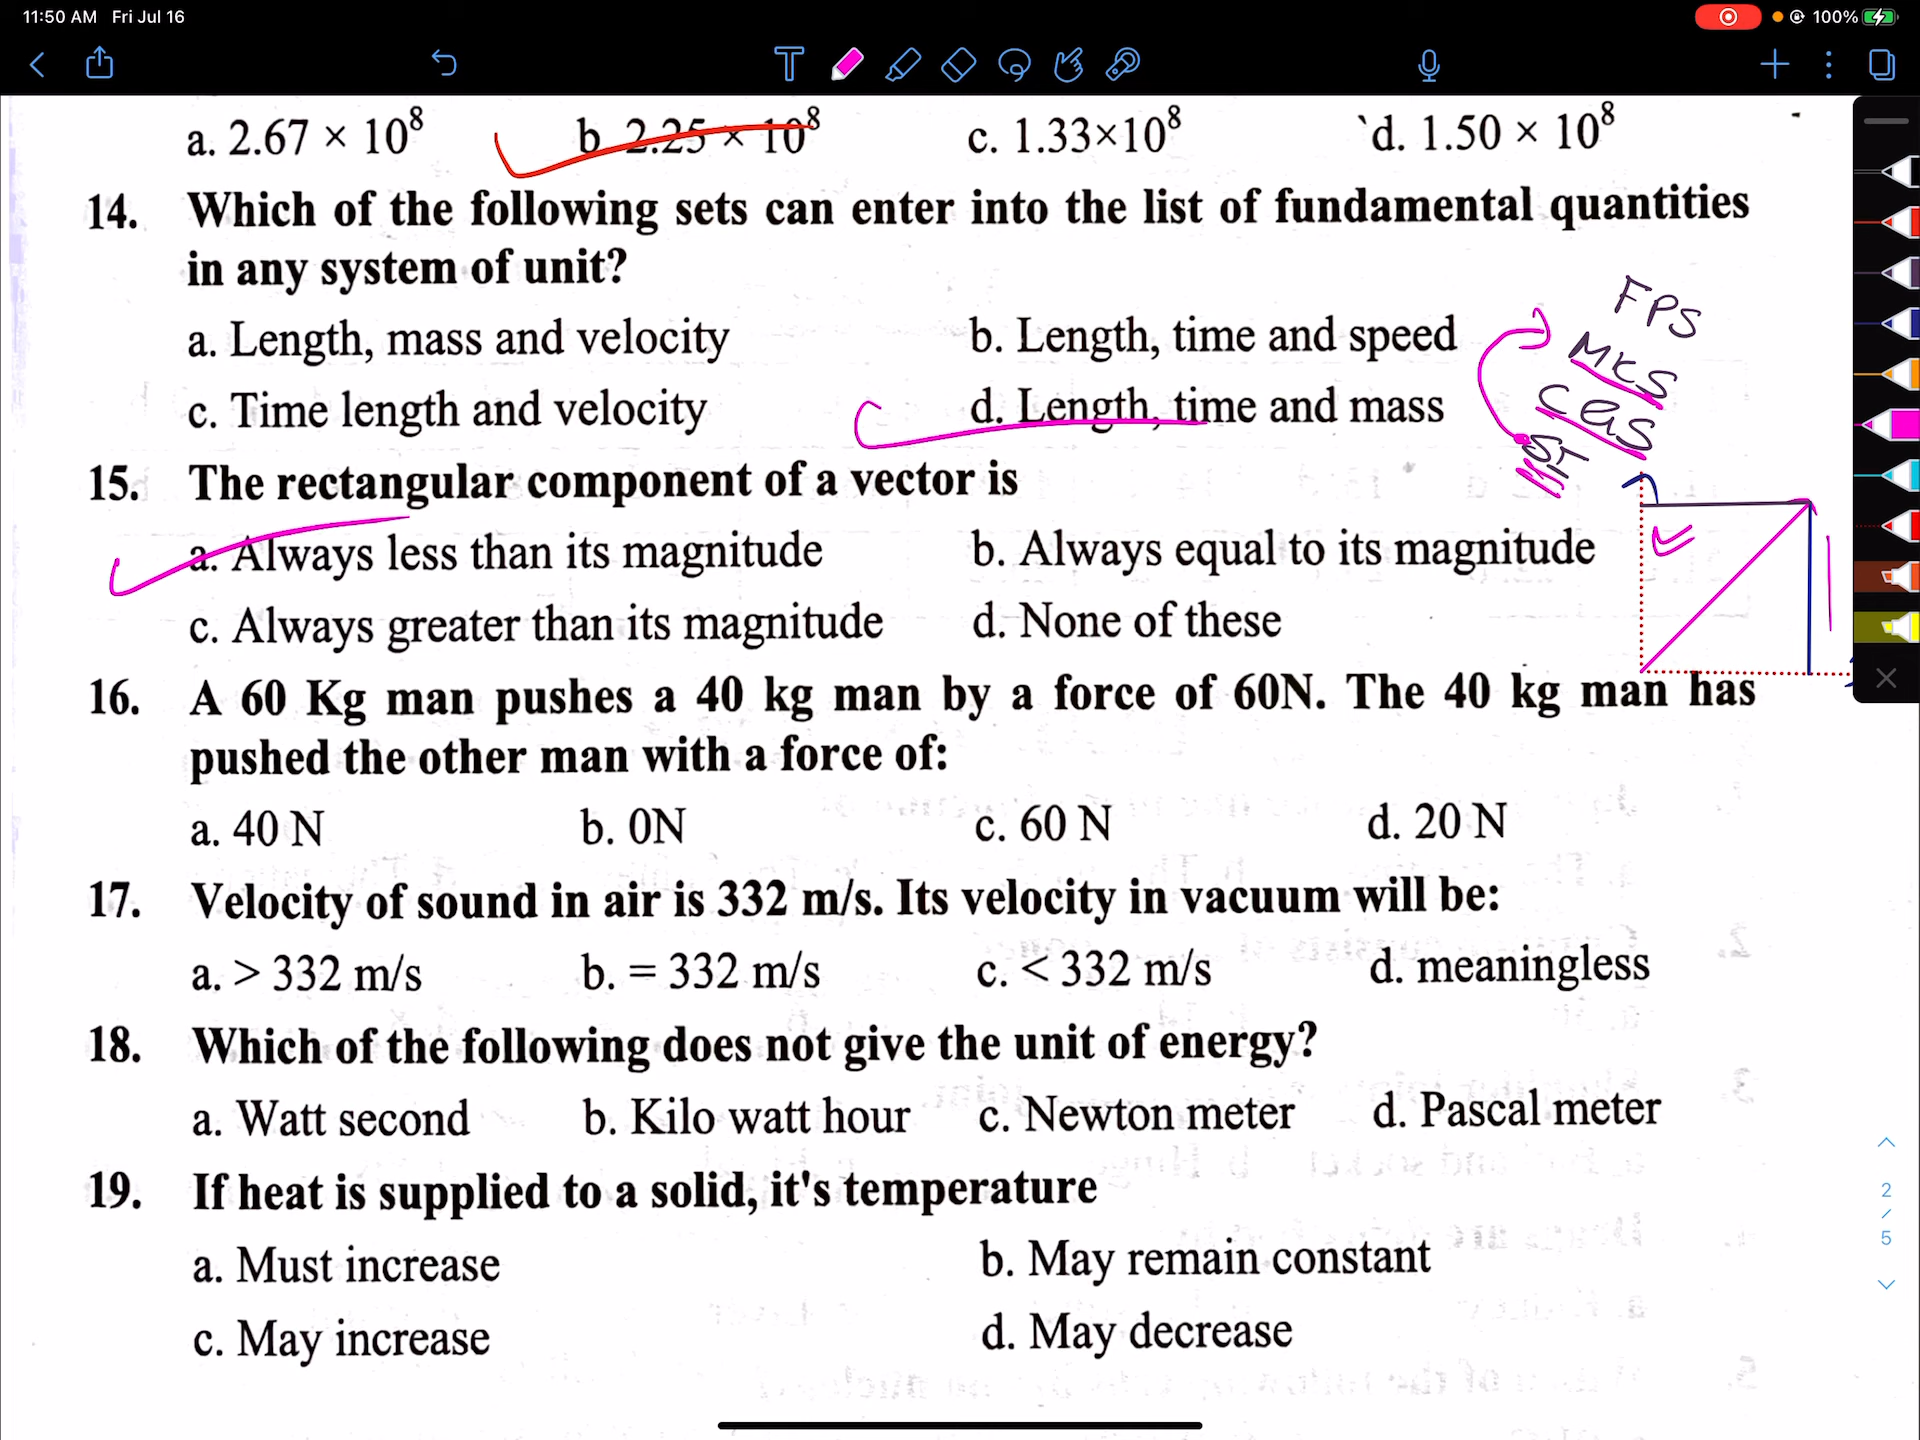 11:50 AM Fri Jul 16
100%
a. 2.67 × 10⁸ b. 2.25 × 10⁸ c. 1.33×10⁸ d. 1.50 × 10⁸
14. Which of the following sets can enter into the list of fundamental quantities
in any system of unit?
FPS
a. Length, mass and velocity b. Length, time and speed
MKS
c. Time length and velocity d. Length, time and mass
CGS
SI
15. The rectangular component of a vector is
a. Always less than its magnitude b. Always equal to its magnitude
c. Always greater than its magnitude d. None of these
16. A 60 Kg man pushes a 40 kg man by a force of 60N. The 40 kg man has
pushed the other man with a force of:
a. 40 N b. 0N c. 60 N d. 20 N
17. Velocity of sound in air is 332 m/s. Its velocity in vacuum will be:
a. > 332 m/s b. = 332 m/s c. < 332 m/s d. meaningless
18. Which of the following does not give the unit of energy?
a. Watt second b. Kilo watt hour c. Newton meter d. Pascal meter
19. If heat is supplied to a solid, it's temperature
a. Must increase b. May remain constant
c. May increase d. May decrease
2
/
5